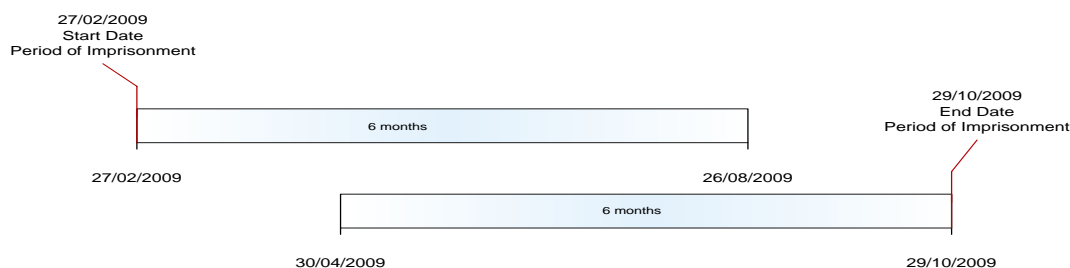 27/02/2009
Start Date
Period of Imprisonment
29/10/2009
End Date
Period of Imprisonment
6 months
27/02/2009
26/08/2009
6 months
30/04/2009
29/10/2009